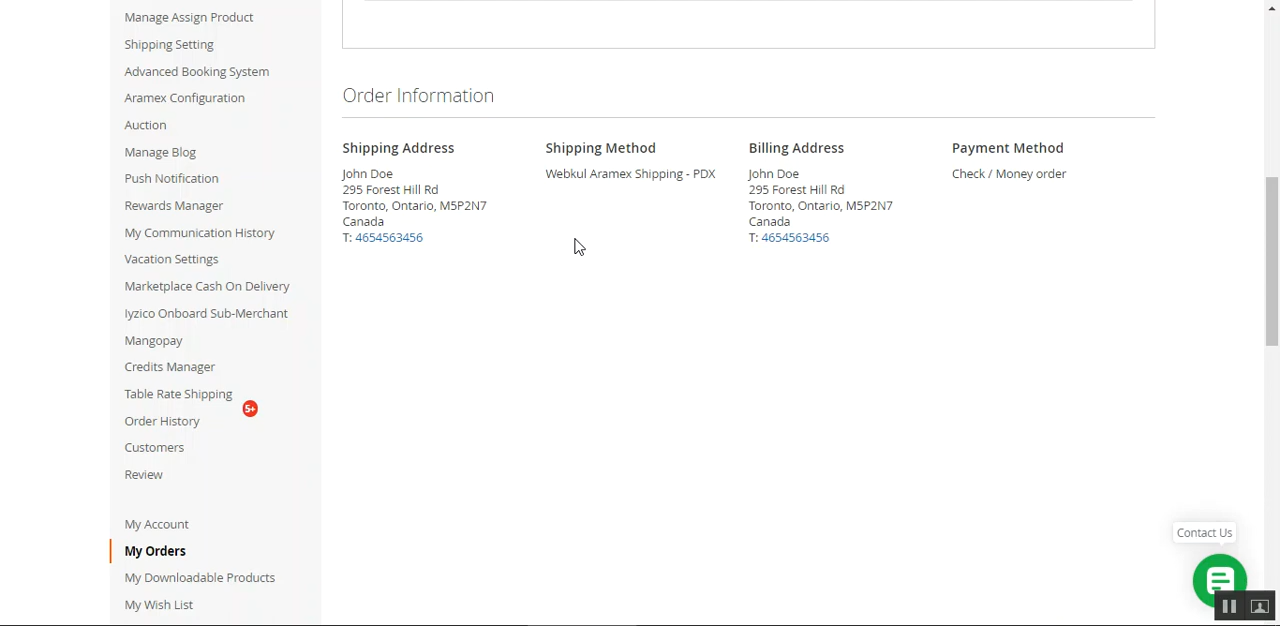 Manage Assign Product
Shipping Setting
Advanced Booking System
Aramex Configuration
Auction
Manage Blog
Push Notification
Rewards Manager
My Communication History
Vacation Settings
Marketplace Cash On Delivery
Iyzico Onboard Sub-Merchant
Mangopay
Credits Manager
Table Rate Shipping
5+
Order History
Customers
Review
My Account
My Orders
My Downloadable Products
My Wish List
Order Information
Shipping Address
John Doe
295 Forest Hill Rd
Toronto, Ontario, M5P2N7
Canada
T: 4654563456
Shipping Method
Webkul Aramex Shipping - PDX
Billing Address
John Doe
295 Forest Hill Rd
Toronto, Ontario, M5P2N7
Canada
T: 4654563456
Payment Method
Check / Money order
Contact Us